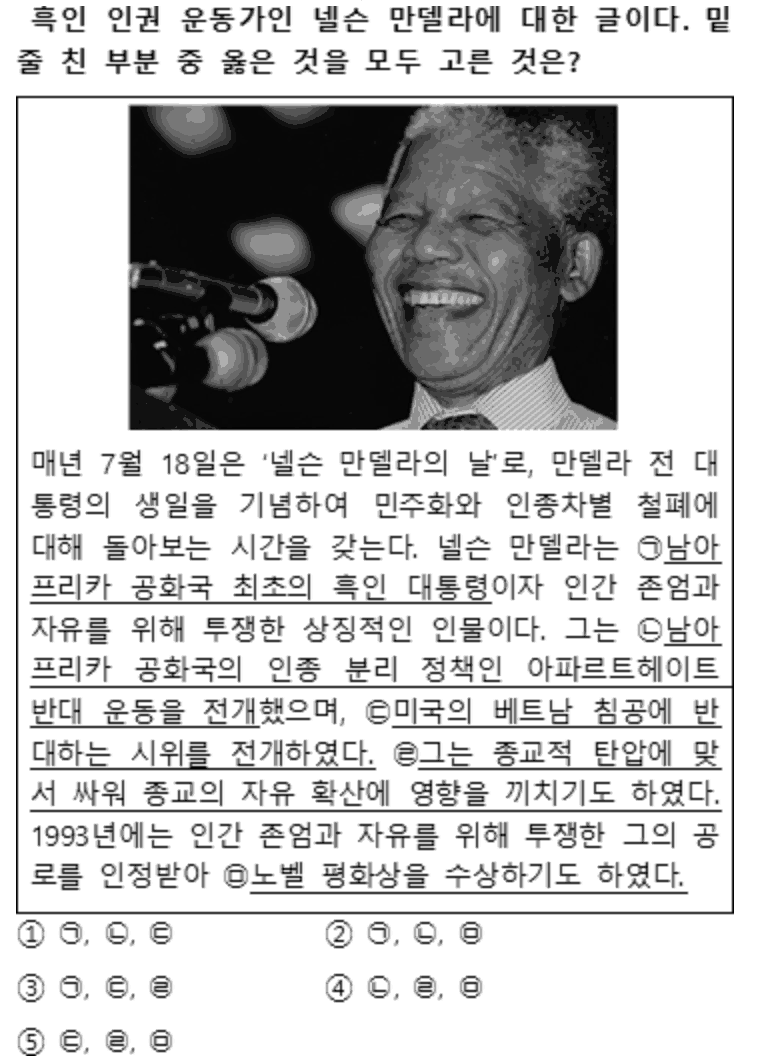 흑인 인권 운동가인 넬슨 만델라에 대한 글이다. 밑
줄 친 부분 중 옳은 것을 모두 고른 것은?
매년 7월 18일은 '넬슨 만델라의 날'로, 만델라 전 대
통령의 생일을 기념하여 민주화와 인종차별 철폐에
대해 돌아보는 시간을 갖는다. 넬슨 만델라는 ㉠남아
프리카 공화국 최초의 흑인 대통령이자 인간 존엄과
자유를 위해 투쟁한 상징적인 인물이다. 그는 ㉡남아
프리카 공화국의 인종 분리 정책인 아파르트헤이트
반대 운동을 전개했으며, ㉢미국의 베트남 침공에 반
대하는 시위를 전개하였다. ㉣그는 종교적 탄압에 맞
서 싸워 종교의 자유 확산에 영향을 끼치기도 하였다.
1993년에는 인간 존엄과 자유를 위해 투쟁한 그의 공
로를 인정받아 ㉤노벨 평화상을 수상하기도 하였다.
① ㉠, ㉡, ㉢ ② ㉠, ㉡, ㉤
③ ㉠, ㉢, ㉣ ④ ㉡, ㉣, ㉤
⑤ ㉢, ㉣, ㉤